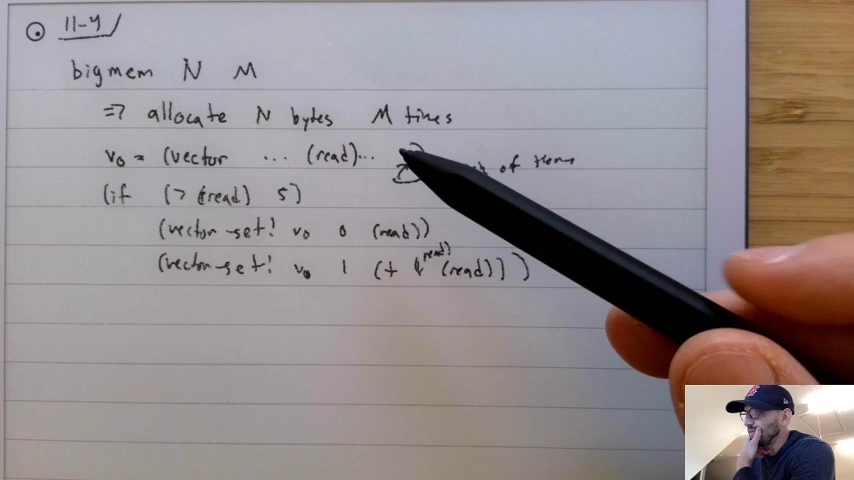 11-4
bigmem N M
=> allocate N bytes M times
v0 = (vector ... (read)... )
of them
(if (> (read) 5)
(vector-set! v0 0 (read))
(vector-set! v0 1 (+ (read) (read))))